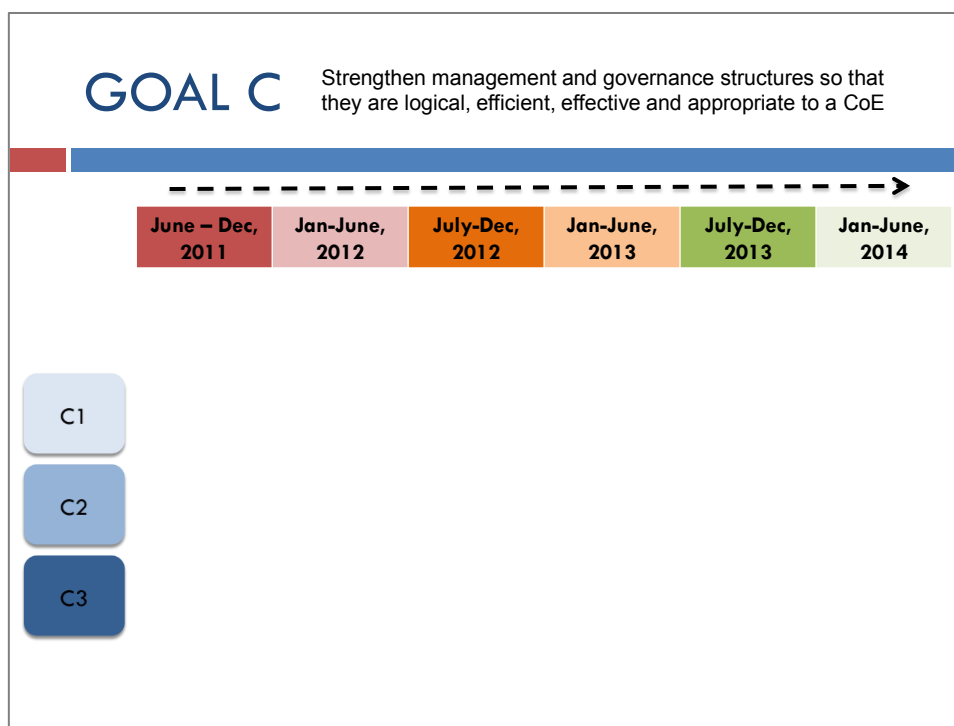 GOAL C
Strengthen management and governance structures so that
they are logical, efficient, effective and appropriate to a CoE
June – Dec,
2011
Jan-June,
2012
July-Dec,
2012
Jan-June,
2013
July-Dec,
2013
Jan-June,
2014
C1
C2
C3